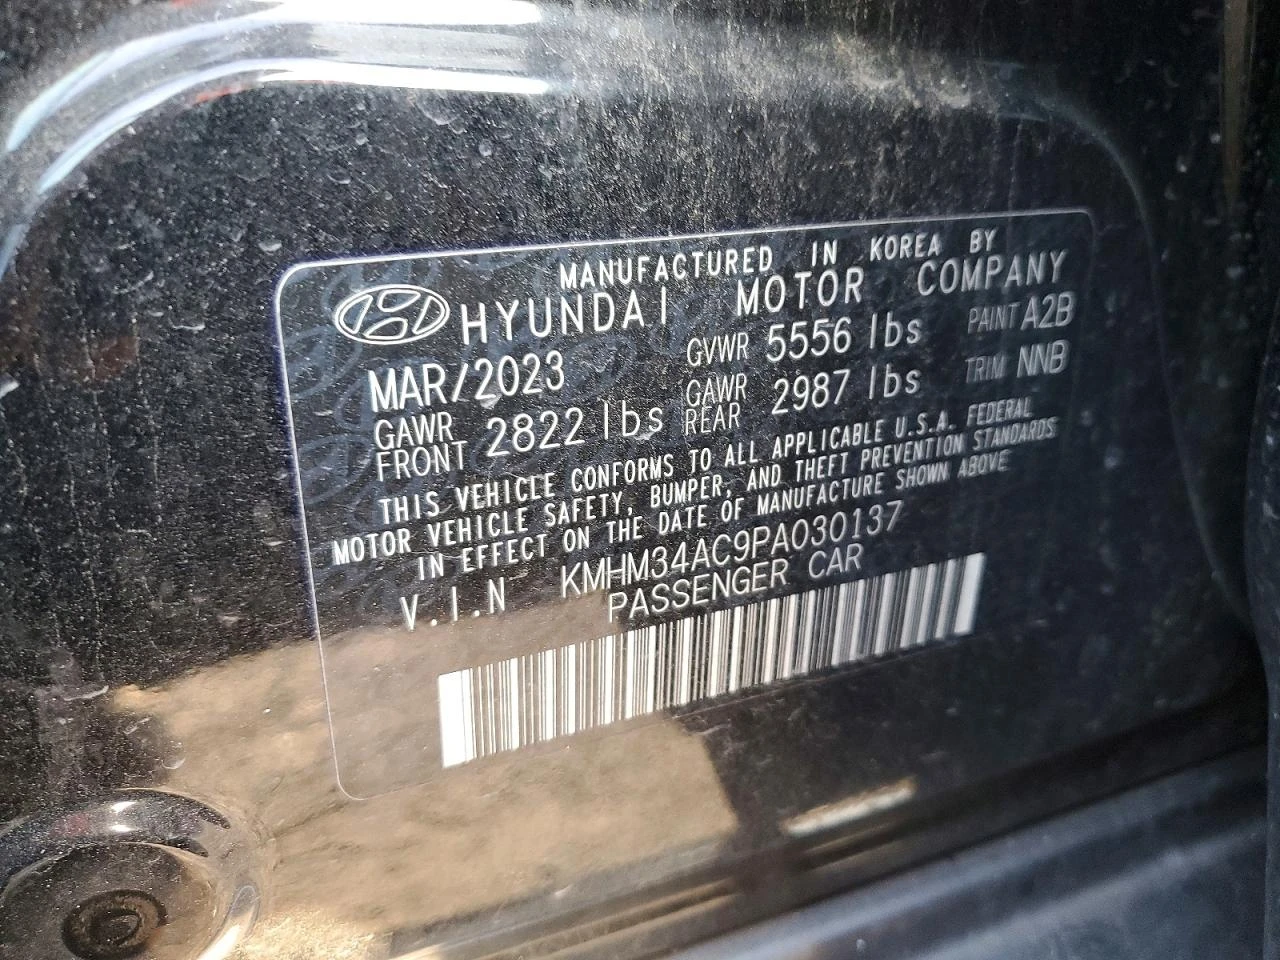 MANUFACTURED IN KOREA BY
HYUNDAI MOTOR COMPANY
MAR/2023 GVWR 5556 lbs PAINT A2B
GAWR FRONT 2822 lbs GAWR REAR 2987 lbs TRIM NNB
THIS VEHICLE CONFORMS TO ALL APPLICABLE U.S.A. FEDERAL
MOTOR VEHICLE SAFETY, BUMPER, AND THEFT PREVENTION STANDARDS
IN EFFECT ON THE DATE OF MANUFACTURE SHOWN ABOVE
V.I.N KMHM34AC9PA030137
PASSENGER CAR